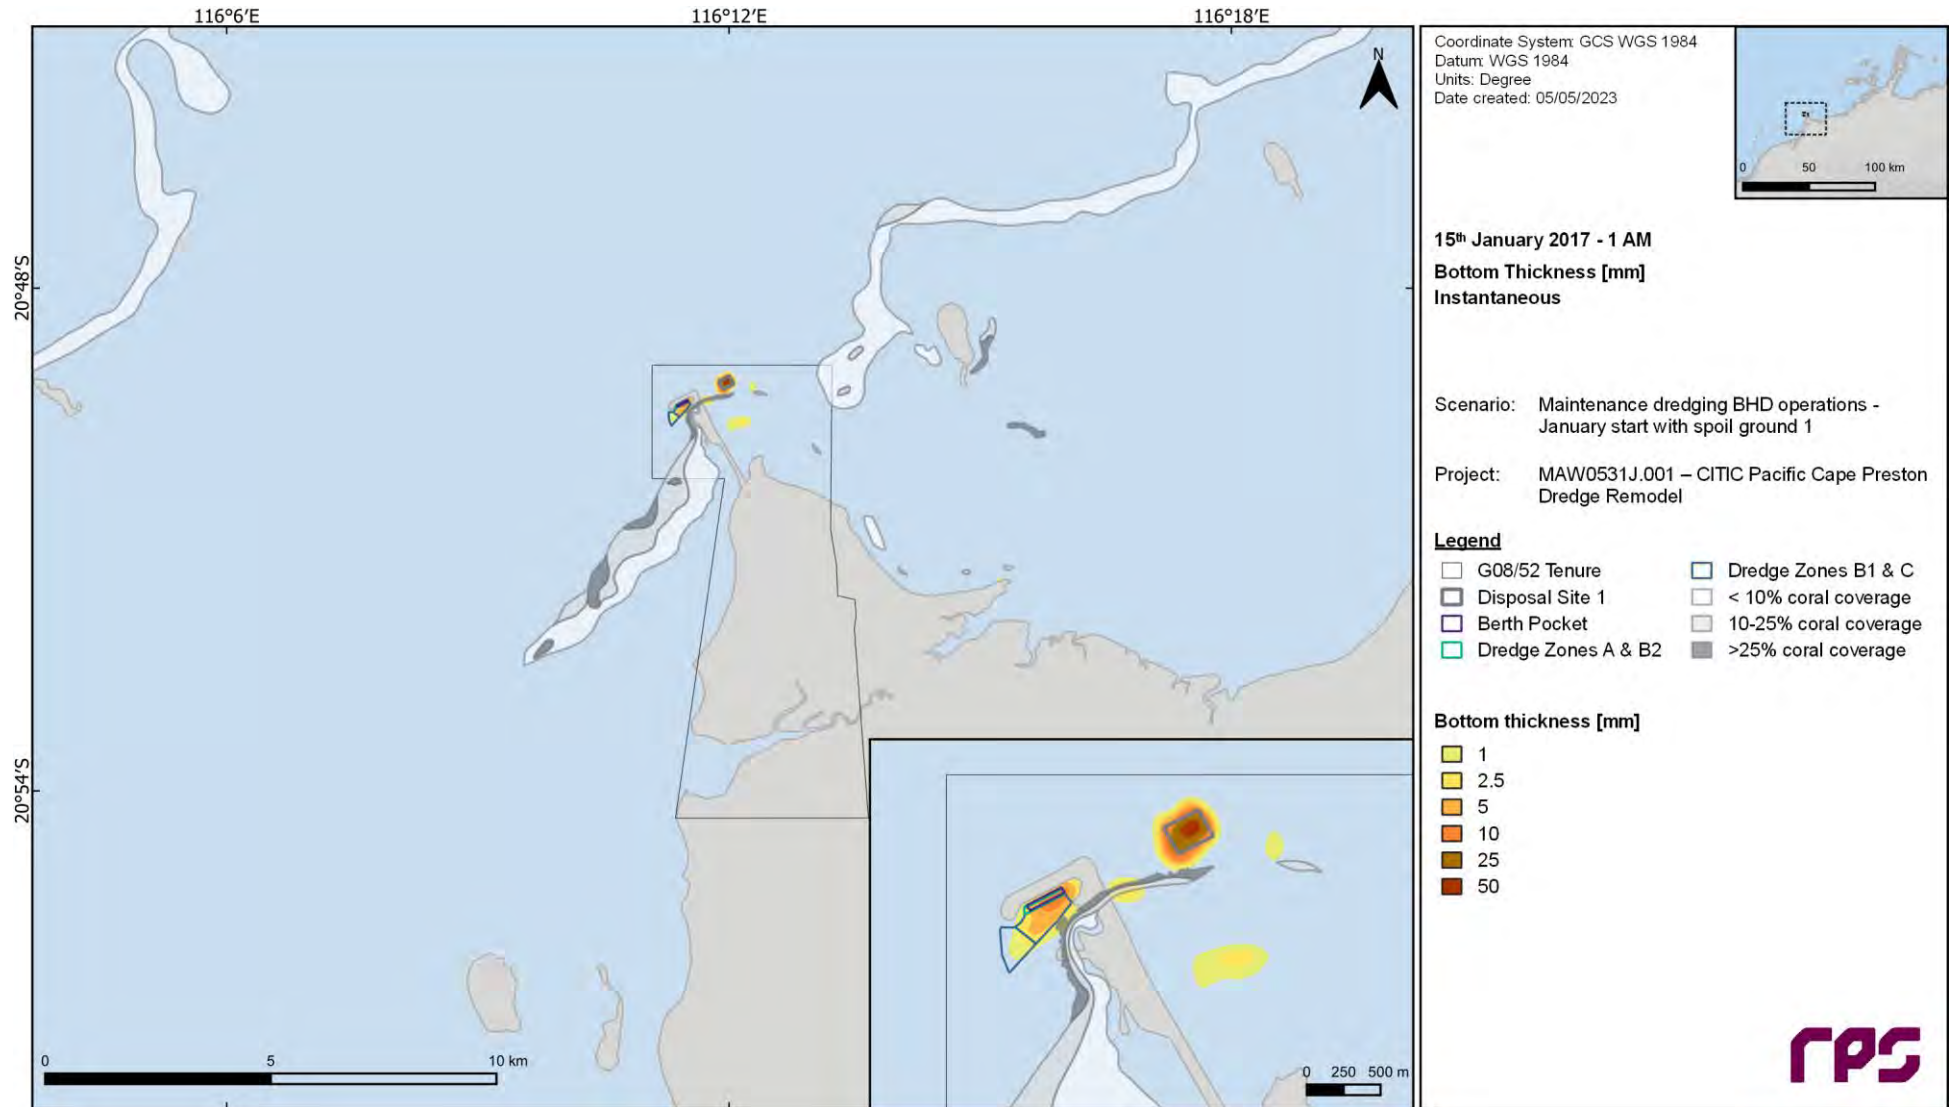 116°6′E
116°12′E
116°18′E
20°48′S
20°54′S
N
0 5 10 km
0 250 500 m
Coordinate System: GCS WGS 1984
Datum: WGS 1984
Units: Degree
Date created: 05/05/2023
0 50 100 km
15th January 2017 - 1 AM
Bottom Thickness [mm]
Instantaneous
Scenario: Maintenance dredging BHD operations -
January start with spoil ground 1
Project: MAW0531J.001 – CITIC Pacific Cape Preston
Dredge Remodel
Legend
G08/52 Tenure
Disposal Site 1
Berth Pocket
Dredge Zones A & B2
Dredge Zones B1 & C
< 10% coral coverage
10-25% coral coverage
>25% coral coverage
Bottom thickness [mm]
1
2.5
5
10
25
50
rps